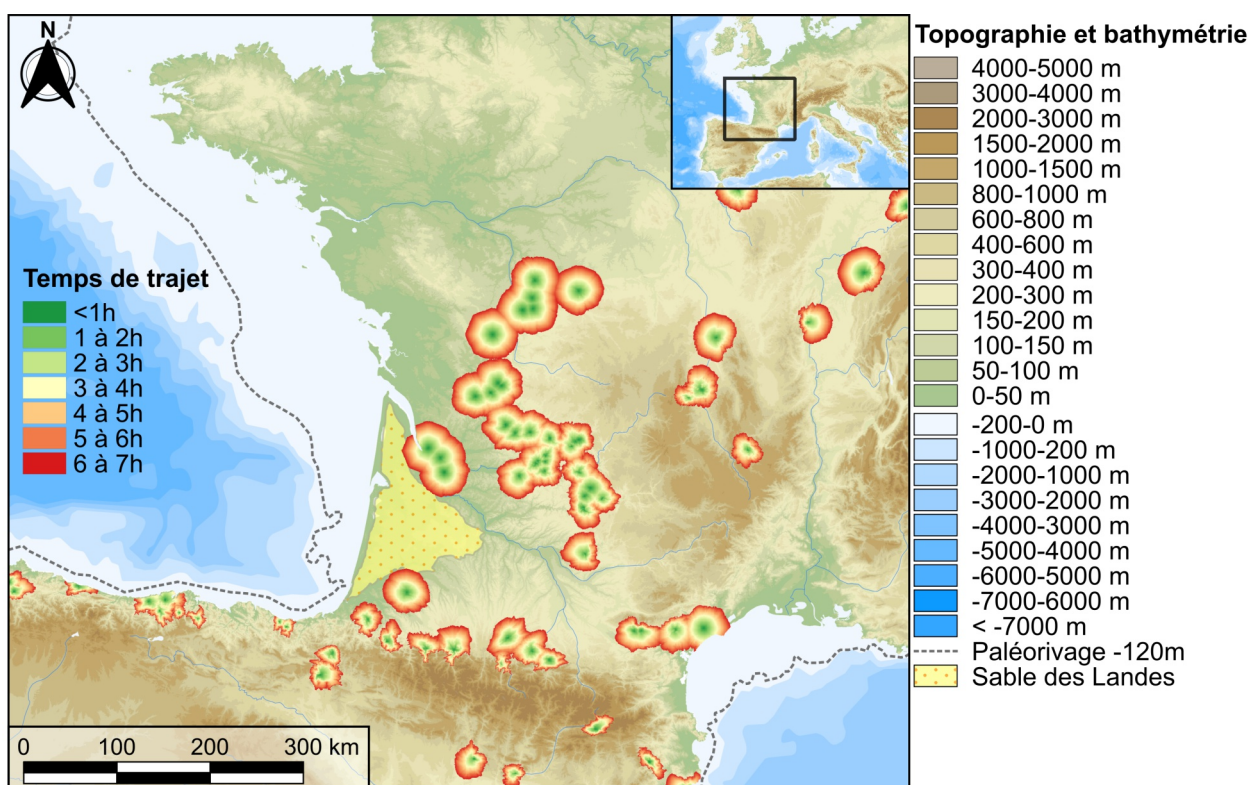 N
Temps de trajet
<1h
1 à 2h
2 à 3h
3 à 4h
4 à 5h
5 à 6h
6 à 7h
0 100 200 300 km
Topographie et bathymétrie
4000-5000 m
3000-4000 m
2000-3000 m
1500-2000 m
1000-1500 m
800-1000 m
600-800 m
400-600 m
300-400 m
200-300 m
150-200 m
100-150 m
50-100 m
0-50 m
-200-0 m
-1000-200 m
-2000-1000 m
-3000-2000 m
-4000-3000 m
-5000-4000 m
-6000-5000 m
-7000-6000 m
< -7000 m
Paléorivage -120m
Sable des Landes